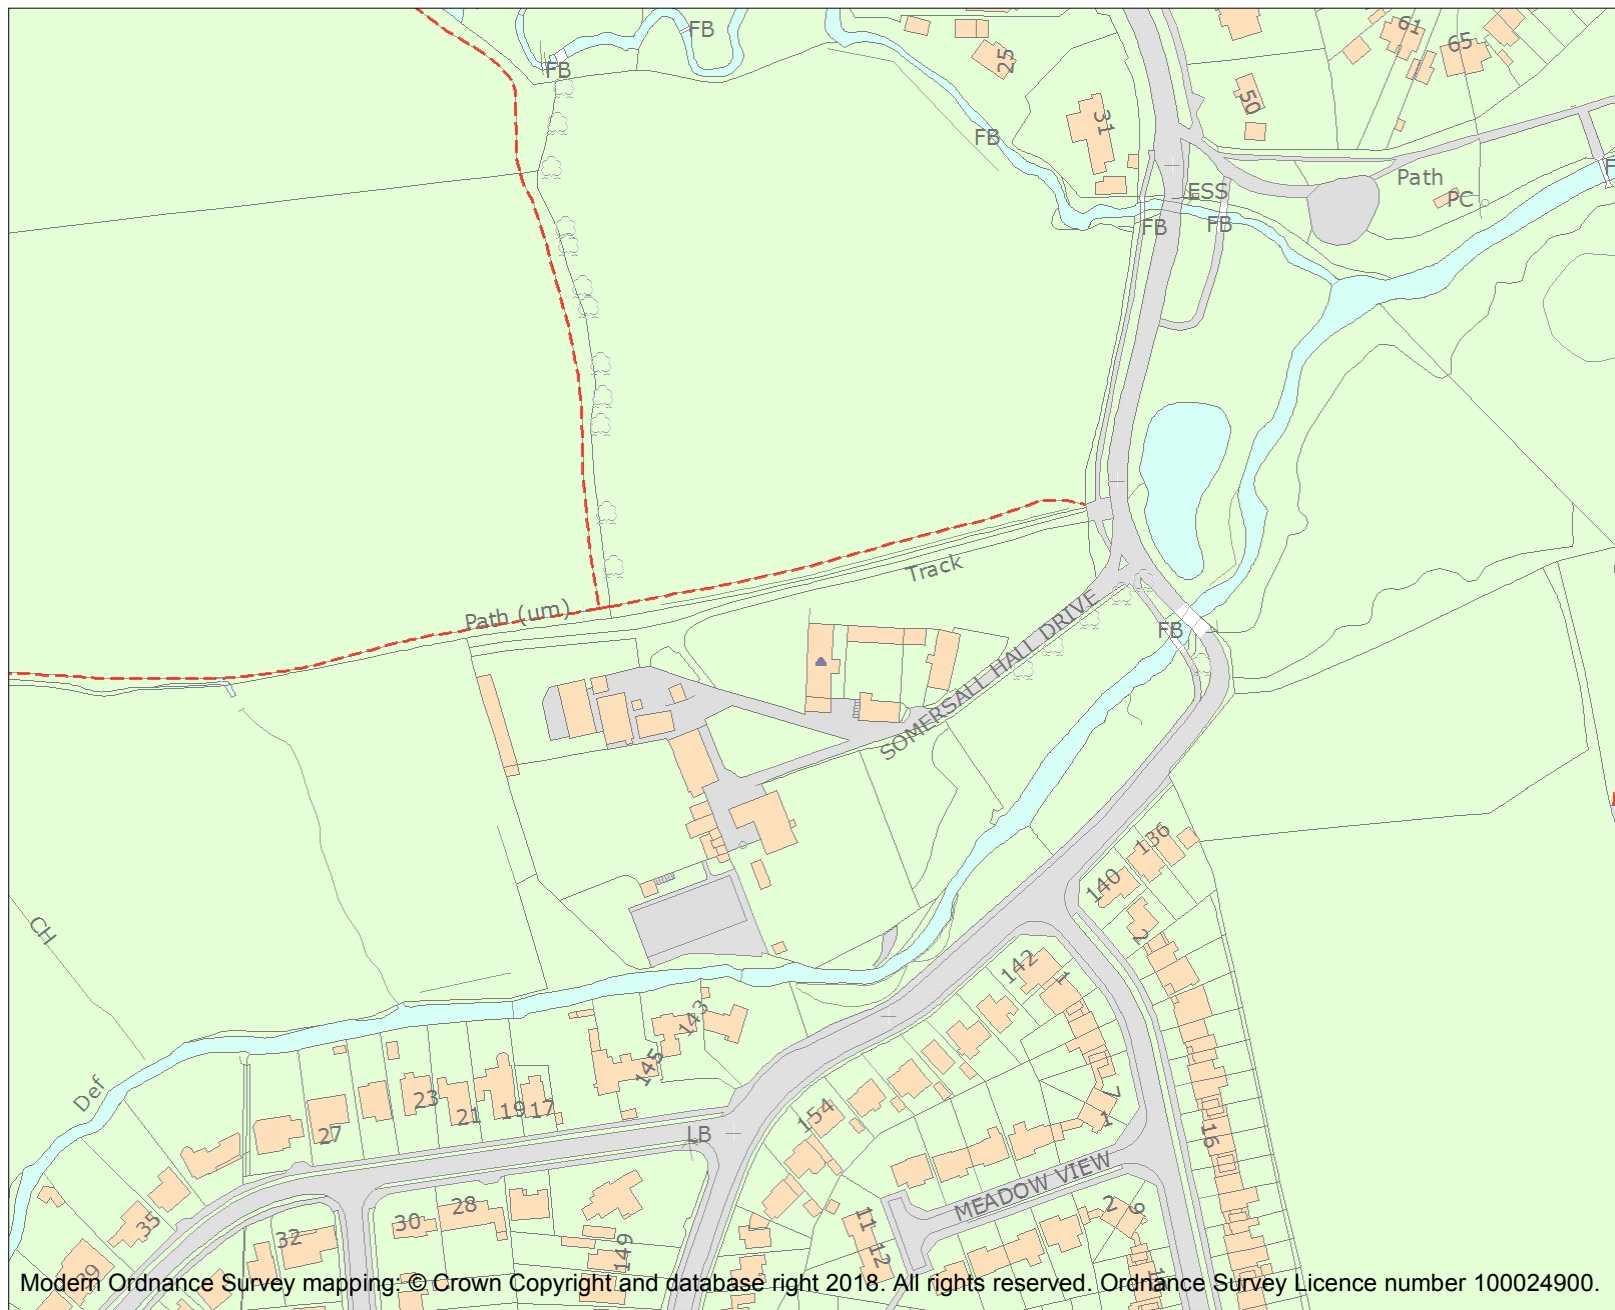 FB
61
65
FB
25
50
31
FB
F
Path
ESS
PC
FB
FB
Track
Path (um)
FB
SOMERSALL HALL DRIVE
136
140
CH
2
142
1
143
145
Def
23
21
19
17
7
1
154
27
LB
16
MEADOW VIEW
28
30
35
2
9
11
12
32
149
39
Modern Ordnance Survey mapping: © Crown Copyright and database right 2018. All rights reserved. Ordnance Survey Licence number 100024900.